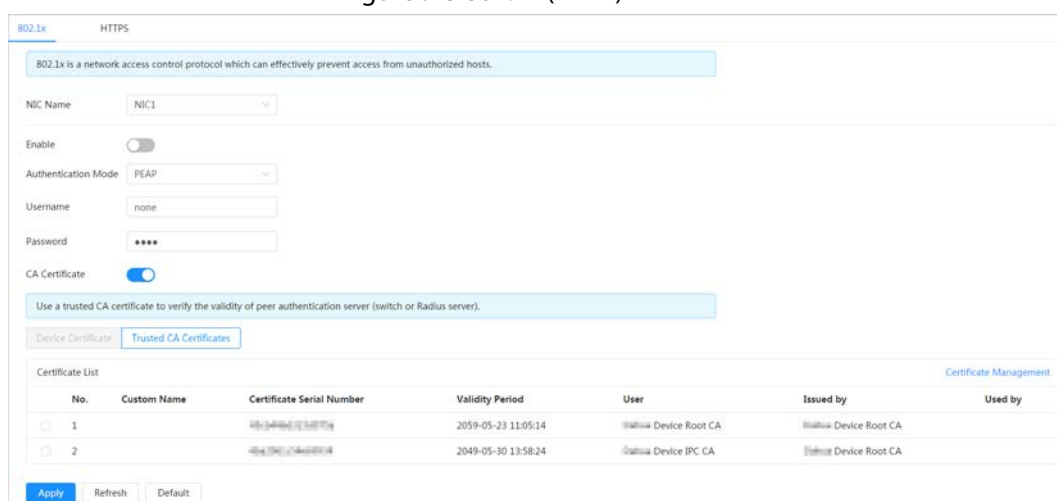 802.1x HTTPS
802.1x is a network access control protocol which can effectively prevent access from unauthorized hosts.
NIC Name NIC1
Enable
Authentication Mode PEAP
Username none
Password ••••
CA Certificate
Use a trusted CA certificate to verify the validity of peer authentication server (switch or Radius server).
Device Certificate Trusted CA Certificates
Certificate List Certificate Management
No. Custom Name Certificate Serial Number Validity Period User Issued by Used by
1 2059-05-23 11:05:14 Device Root CA Device Root CA
2 2049-05-30 13:58:24 Device IPC CA Device Root CA
Apply Refresh Default